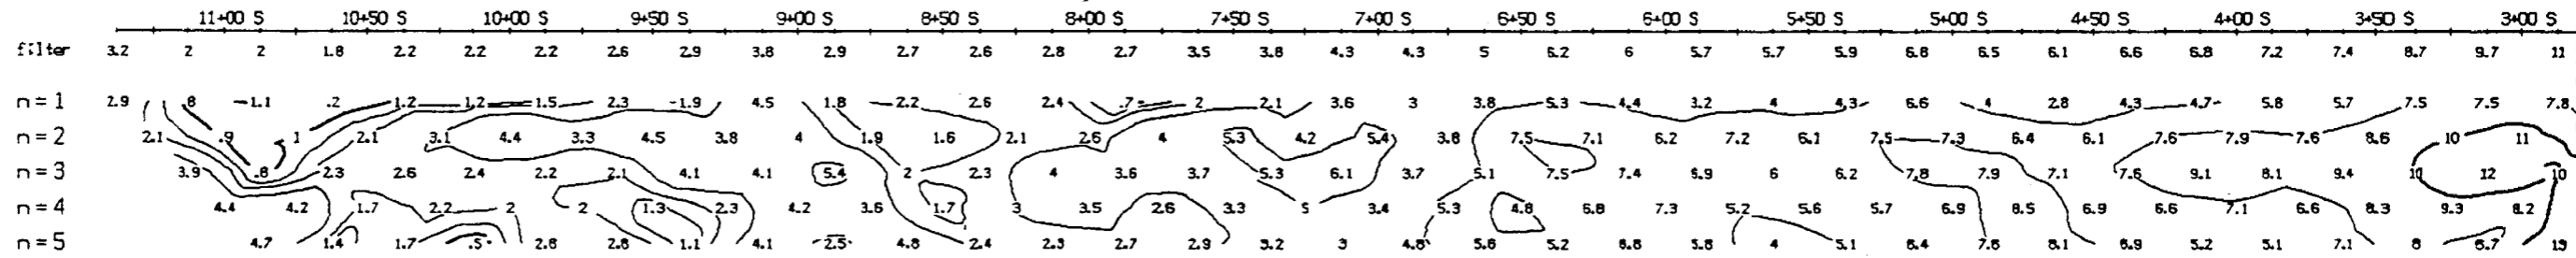 11+00 S 10+50 S 10+00 S 9+50 S 9+00 S 8+50 S 8+00 S 7+50 S 7+00 S 6+50 S 6+00 S 5+50 S 5+00 S 4+50 S 4+00 S 3+50 S 3+00 S
filter 3.2 2 2 1.8 2.2 2.2 2.2 2.6 2.9 3.8 2.9 2.7 2.6 2.8 2.7 3.5 3.8 4.3 4.3 5 6.2 6 5.7 5.7 5.9 6.8 6.5 6.1 6.6 6.8 7.2 7.4 8.7 9.7 11
n=1 2.9 .8 -1.1 .2 1.2 1.2 1.5 2.3 -1.9 4.5 1.8 2.2 2.6 2.4 .7 2 2.1 3.6 3 3.8 5.3 4.4 3.2 4 4.3 6.6 4 2.8 4.3 4.7 5.8 5.7 7.5 7.5 7.8
n=2 2.1 .9 1 2.1 3.1 4.4 3.3 4.5 3.8 4 1.9 1.6 2.1 2.6 4 5.3 4.2 5.4 3.8 7.5 7.1 6.2 7.2 6.1 7.5 7.3 6.4 6.1 7.6 7.9 7.6 8.6 10 11
n=3 3.9 .8 2.3 2.6 2.4 2.2 2.1 4.1 4.1 5.4 2 2.3 4 3.6 3.7 5.3 6.1 3.7 5.1 7.5 7.4 6.9 6 6.2 7.8 7.9 7.1 7.6 9.1 8.1 9.4 11 12 10
n=4 4.4 4.2 1.7 2.2 2 2 1.3 2.3 4.2 3.6 1.7 3 3.5 2.6 3.3 5 3.4 5.3 4.8 6.8 7.3 5.2 5.6 5.7 6.9 8.5 6.9 6.6 7.1 6.6 8.3 9.3 8.2
n=5 4.7 1.4 1.7 .5 2.8 2.8 1.1 4.1 2.5 4.8 2.4 2.3 2.7 2.9 3.2 3 4.8 5.6 5.2 6.8 5.8 4 5.1 6.4 7.6 8.1 6.9 5.2 5.1 7.1 8 8.7 13